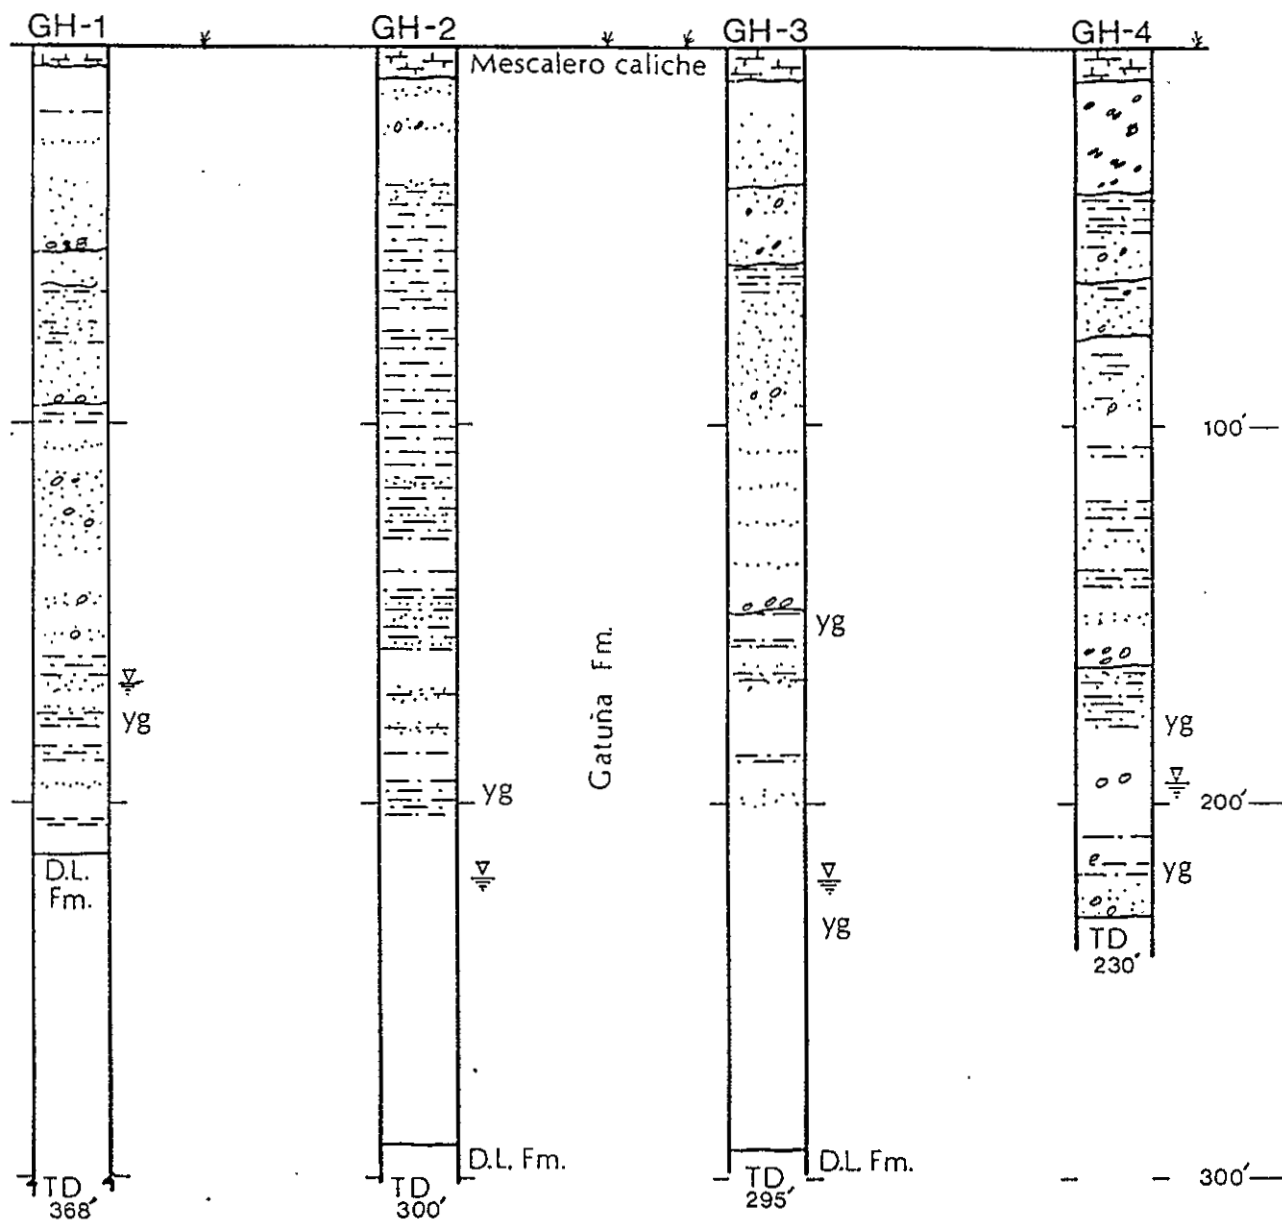 GH-1
GH-2
GH-3
GH-4
Mescalero caliche
100'
yg
yg
Gatuña Fm.
yg
yg
200'
D.L.
Fm.
yg
yg
D.L. Fm.
D.L. Fm.
TD
230'
300'
TD
368'
TD
300'
TD
295'